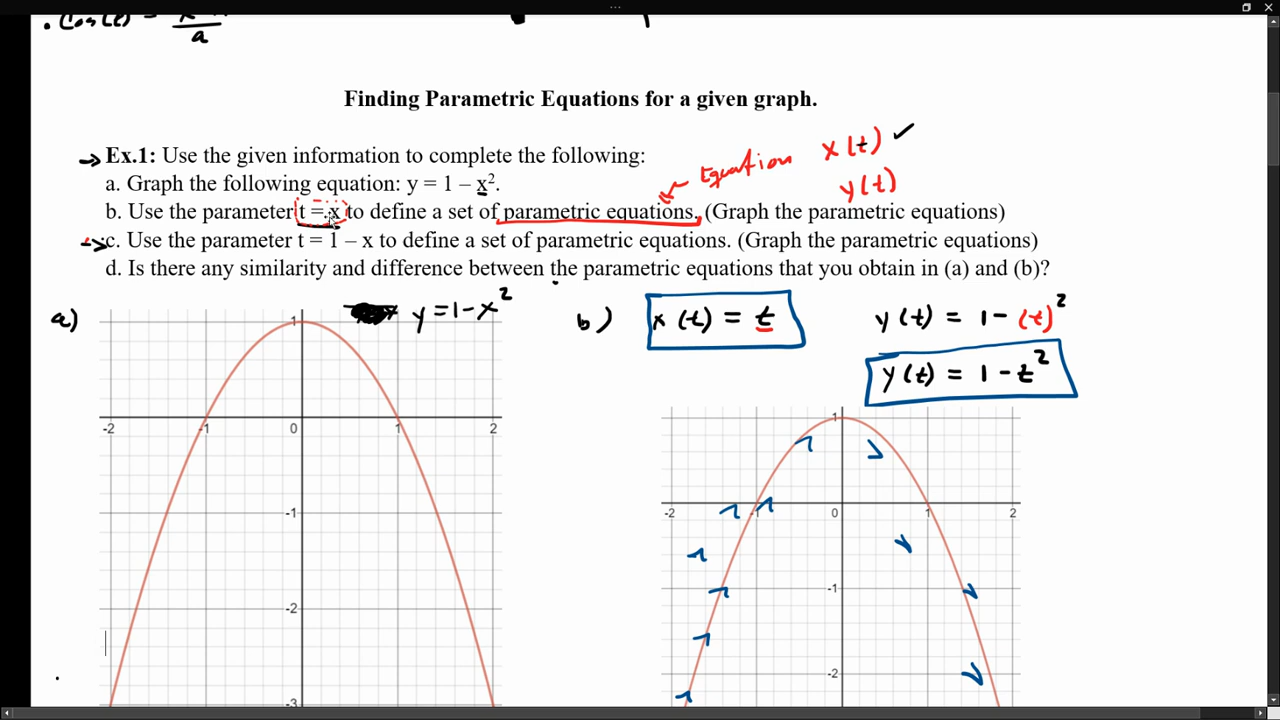 . Cos(t) =
a
Finding Parametric Equations for a given graph.
Ex.1: Use the given information to complete the following:
Equation x(t) ✓
a. Graph the following equation: y = 1 – x².
y(t)
b. Use the parameter t = x to define a set of parametric equations. (Graph the parametric equations)
c. Use the parameter t = 1 – x to define a set of parametric equations. (Graph the parametric equations)
d. Is there any similarity and difference between the parametric equations that you obtain in (a) and (b)?
a) y = 1 - x²
b) x(t) = t y(t) = 1 - (t)²
y(t) = 1 - t²
1
-2 -1 0 1 2
-1
-2
-3
1
-2 -1 0 1 2
-1
-2